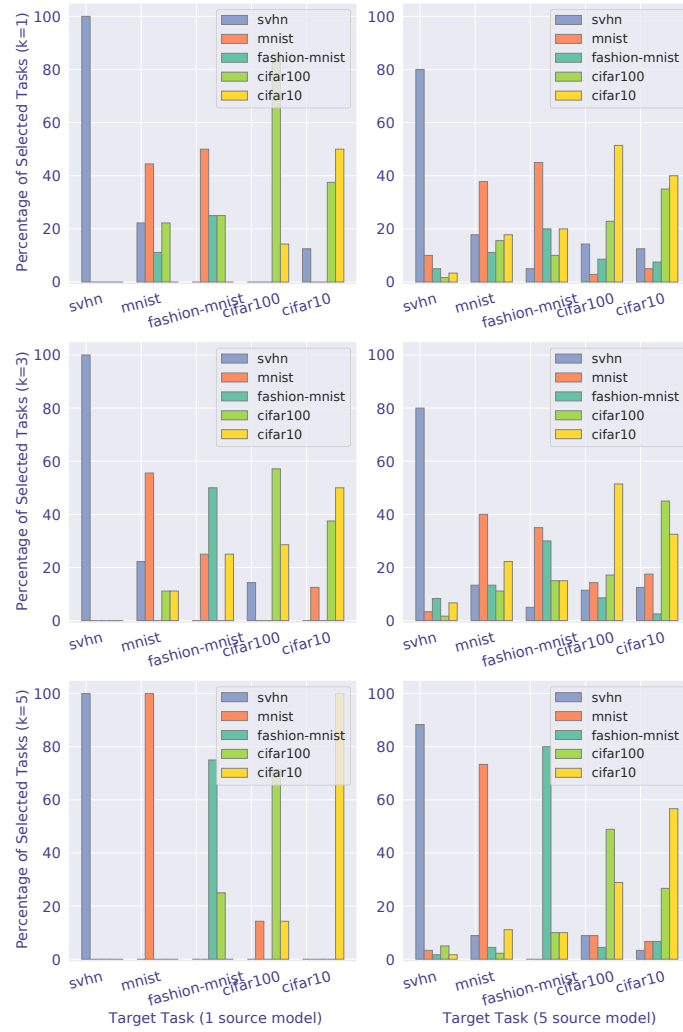 Percentage of Selected Tasks (k=1)
100
80
60
40
20
0
svhn
mnist
fashion-mnist
cifar100
cifar10
svhn
mnist
fashion-mnist
cifar100
cifar10
100
80
60
40
20
0
svhn
mnist
fashion-mnist
cifar100
cifar10
svhn
mnist
fashion-mnist
cifar100
cifar10
Percentage of Selected Tasks (k=3)
100
80
60
40
20
0
svhn
mnist
fashion-mnist
cifar100
cifar10
svhn
mnist
fashion-mnist
cifar100
cifar10
100
80
60
40
20
0
svhn
mnist
fashion-mnist
cifar100
cifar10
svhn
mnist
fashion-mnist
cifar100
cifar10
Percentage of Selected Tasks (k=5)
100
80
60
40
20
0
svhn
mnist
fashion-mnist
cifar100
cifar10
svhn
mnist
fashion-mnist
cifar100
cifar10
Target Task (1 source model)
100
80
60
40
20
0
svhn
mnist
fashion-mnist
cifar100
cifar10
svhn
mnist
fashion-mnist
cifar100
cifar10
Target Task (5 source model)